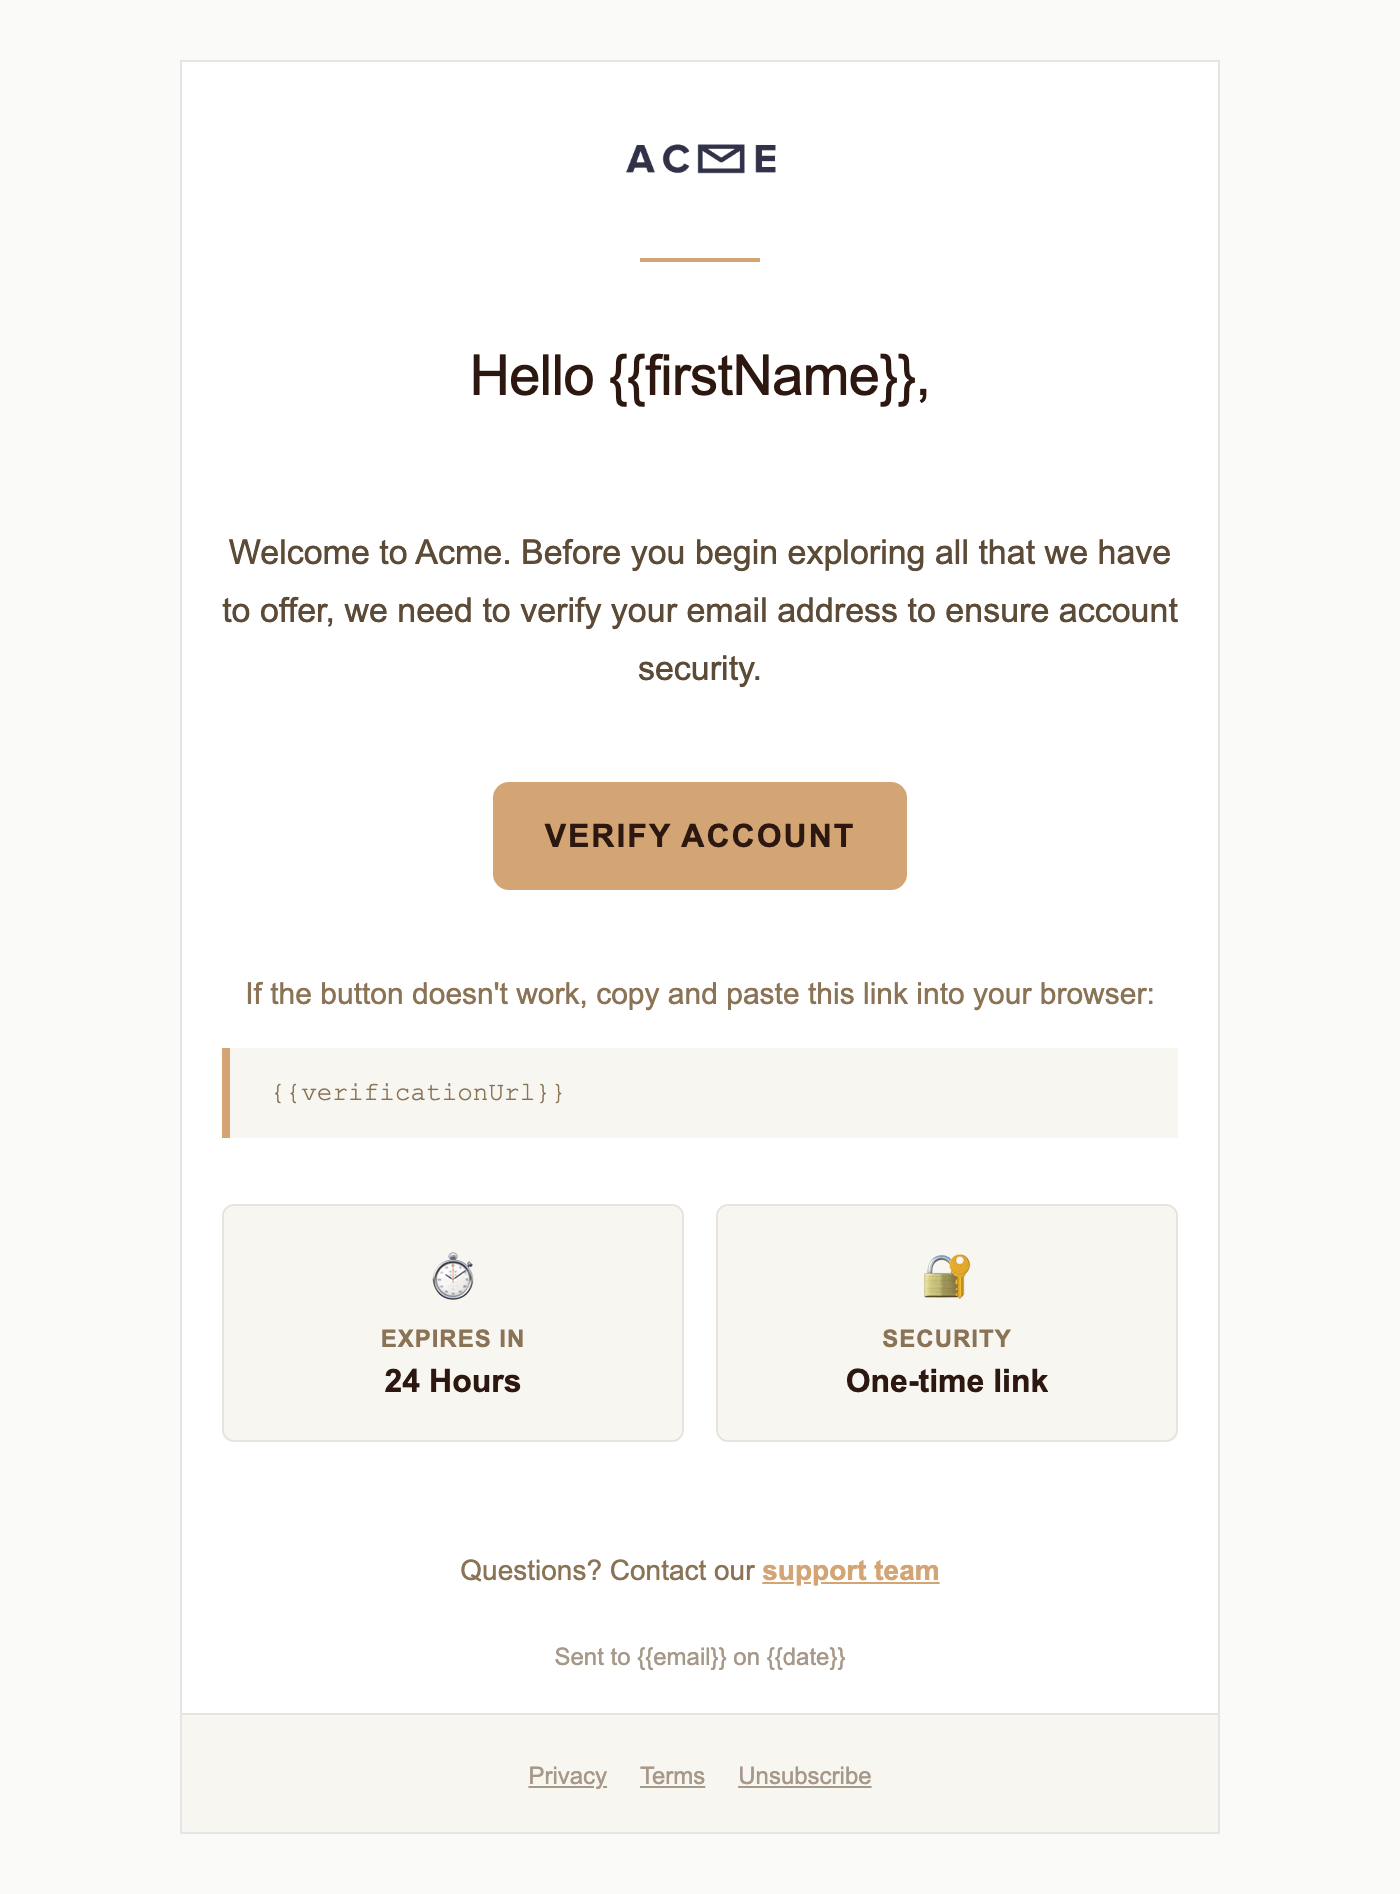 ACME
Hello {{firstName}},
Welcome to Acme. Before you begin exploring all that we have
to offer, we need to verify your email address to ensure account
security.
VERIFY ACCOUNT
If the button doesn't work, copy and paste this link into your browser:
{{verificationUrl}}
EXPIRES IN
24 Hours
SECURITY
One-time link
Questions? Contact our support team
Sent to {{email}} on {{date}}
Privacy Terms Unsubscribe